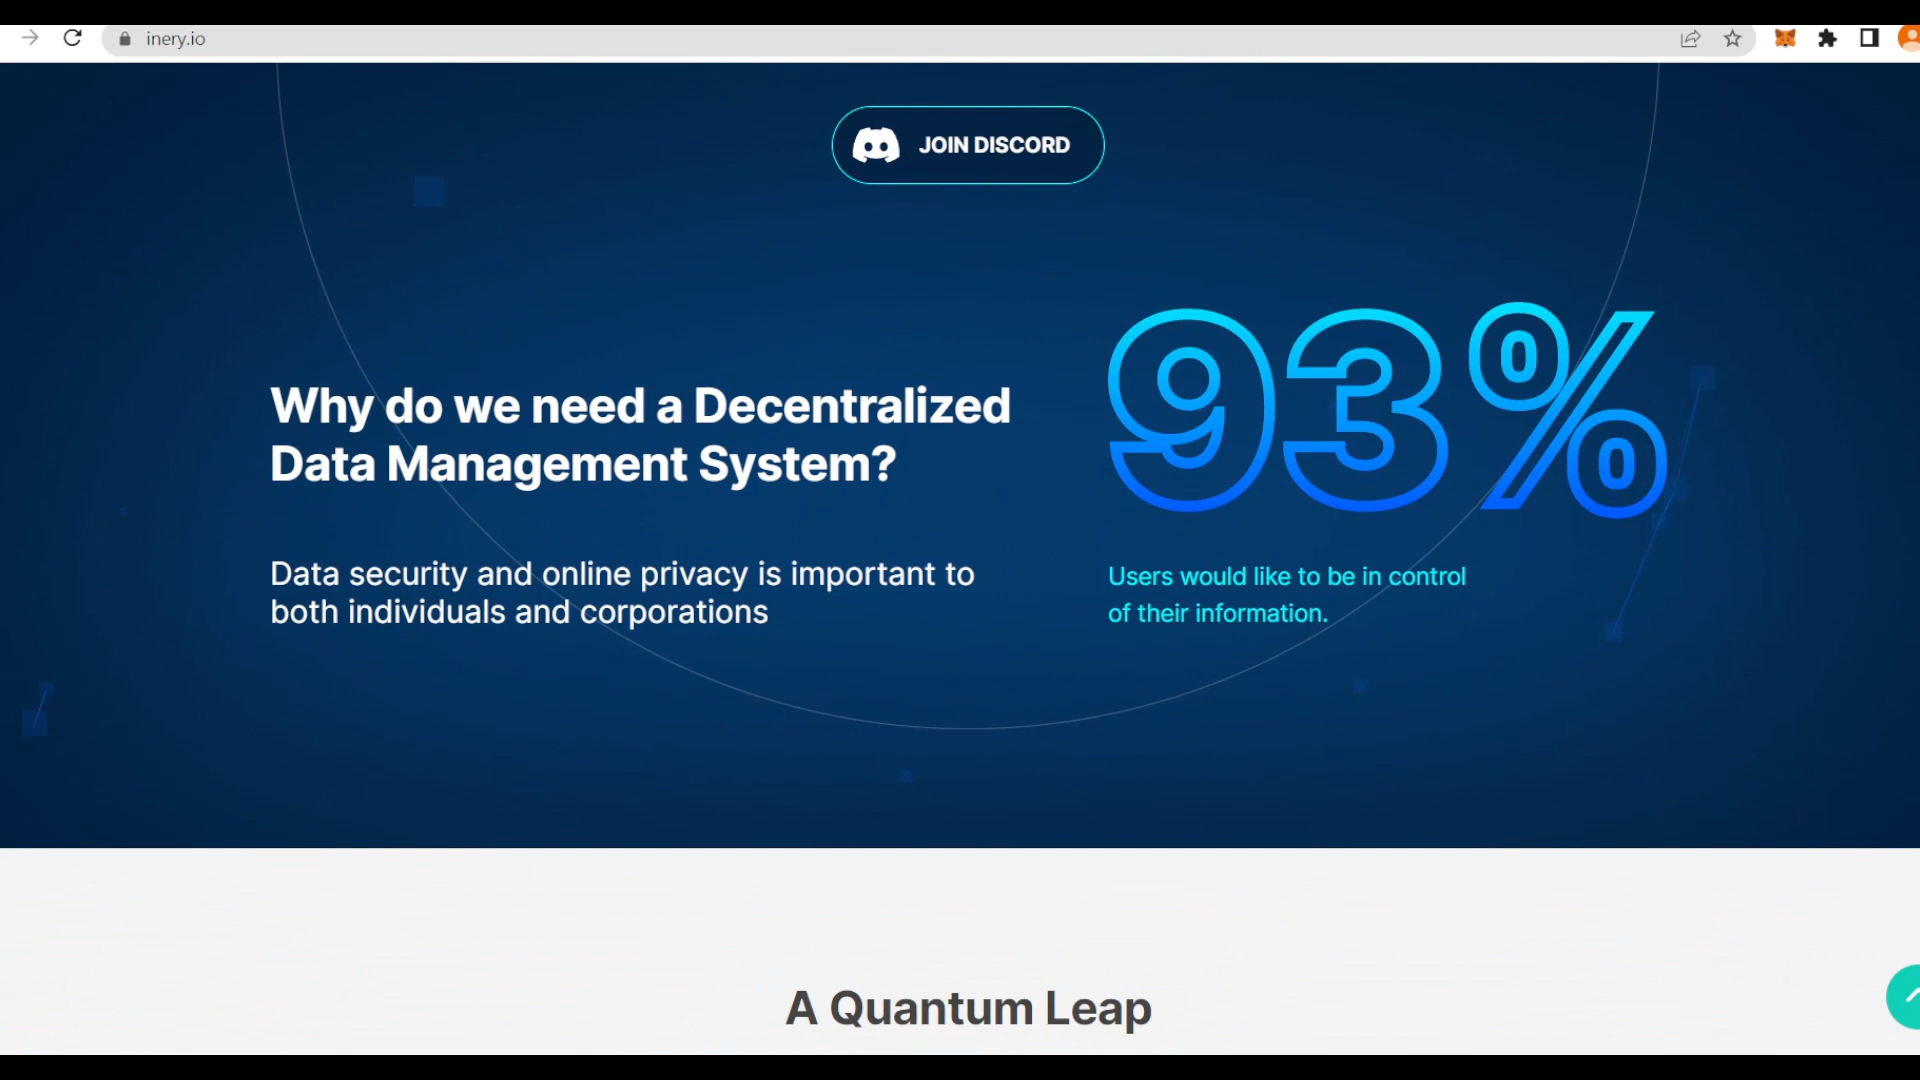 inery.io
JOIN DISCORD
Why do we need a Decentralized
Data Management System?
93%
Data security and online privacy is important to
both individuals and corporations
Users would like to be in control
of their information.
A Quantum Leap